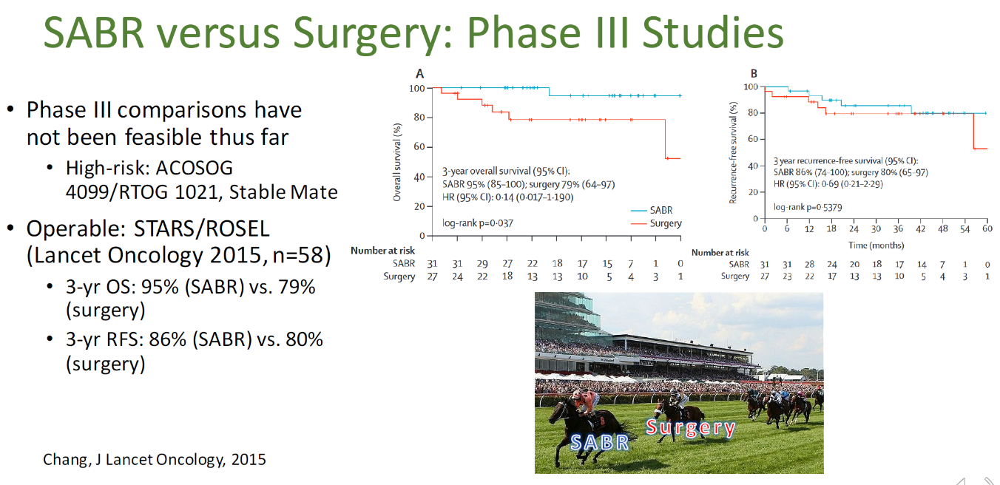 SABR versus Surgery: Phase III Studies
• Phase III comparisons have
not been feasible thus far
• High-risk: ACOSOG
4099/RTOG 1021, Stable Mate
• Operable: STARS/ROSEL
(Lancet Oncology 2015, n=58)
• 3-yr OS: 95% (SABR) vs. 79%
(surgery)
• 3-yr RFS: 86% (SABR) vs. 80%
(surgery)
Chang, J Lancet Oncology, 2015
A
Overall survival (%)
100
80
60
40
20
0
3-year overall survival (95% CI):
SABR 95% (85–100); surgery 79% (64–97)
HR (95% CI): 0·14 (0·017–1·190)
log-rank p=0·037
SABR
Surgery
Number at risk
SABR 31 31 29 27 22 18 17 15 7 1 0
Surgery 27 24 22 18 13 13 10 5 4 3 1
B
Recurrence-free survival (%)
100
80
60
40
20
0
3 year recurrence-free survival (95% CI):
SABR 86% (74–100); surgery 80% (65–97)
HR (95% CI): 0·69 (0·21–2·29)
log-rank p=0·5379
0 6 12 18 24 30 36 42 48 54 60
Time (months)
Number at risk
SABR 31 31 28 24 20 18 17 14 7 1 0
Surgery 27 23 22 17 13 13 10 5 4 3 1
SABR
Surgery